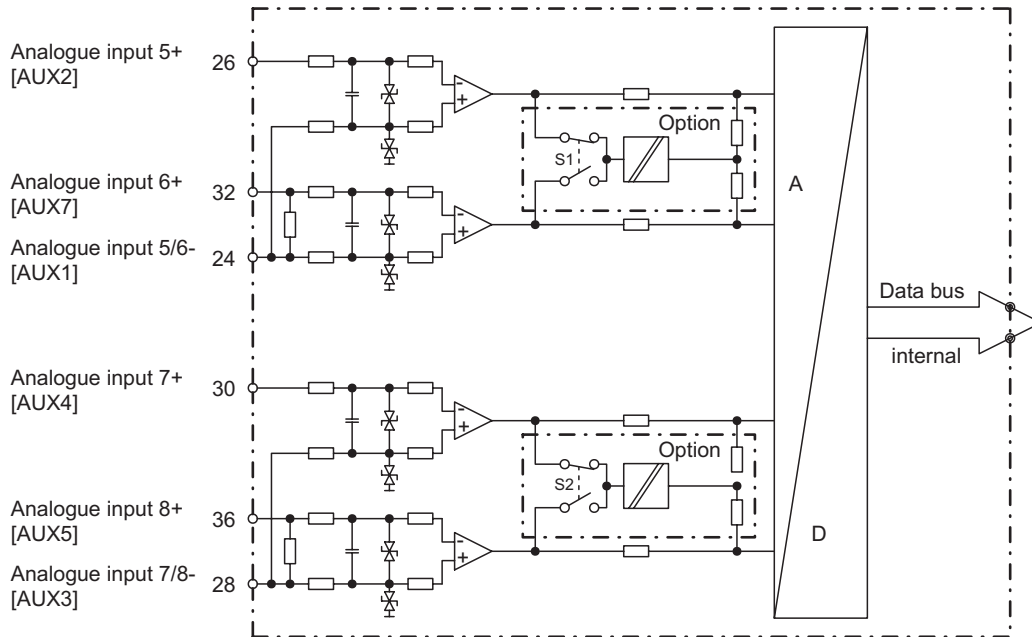 Analogue input 5+
[AUX2]
26
Option
S1
Analogue input 6+
[AUX7]
32
A
Analogue input 5/6-
[AUX1]
24
Data bus
internal
Analogue input 7+
[AUX4]
30
Option
S2
Analogue input 8+
[AUX5]
36
D
Analogue input 7/8-
[AUX3]
28
-
+
-
+
-
+
-
+